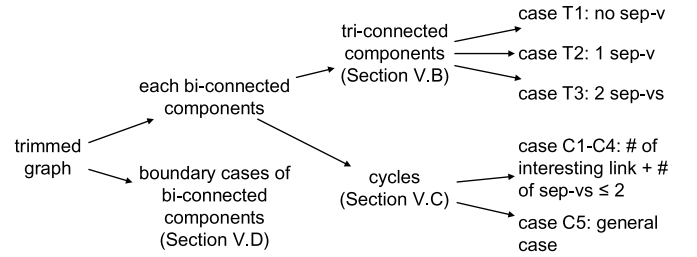 trimmed
graph
each bi-connected
components
boundary cases of
bi-connected
components
(Section V.D)
tri-connected
components
(Section V.B)
cycles
(Section V.C)
case T1: no sep-v
case T2: 1 sep-v
case T3: 2 sep-vs
case C1-C4: # of
interesting link + #
of sep-vs ≤ 2
case C5: general
case